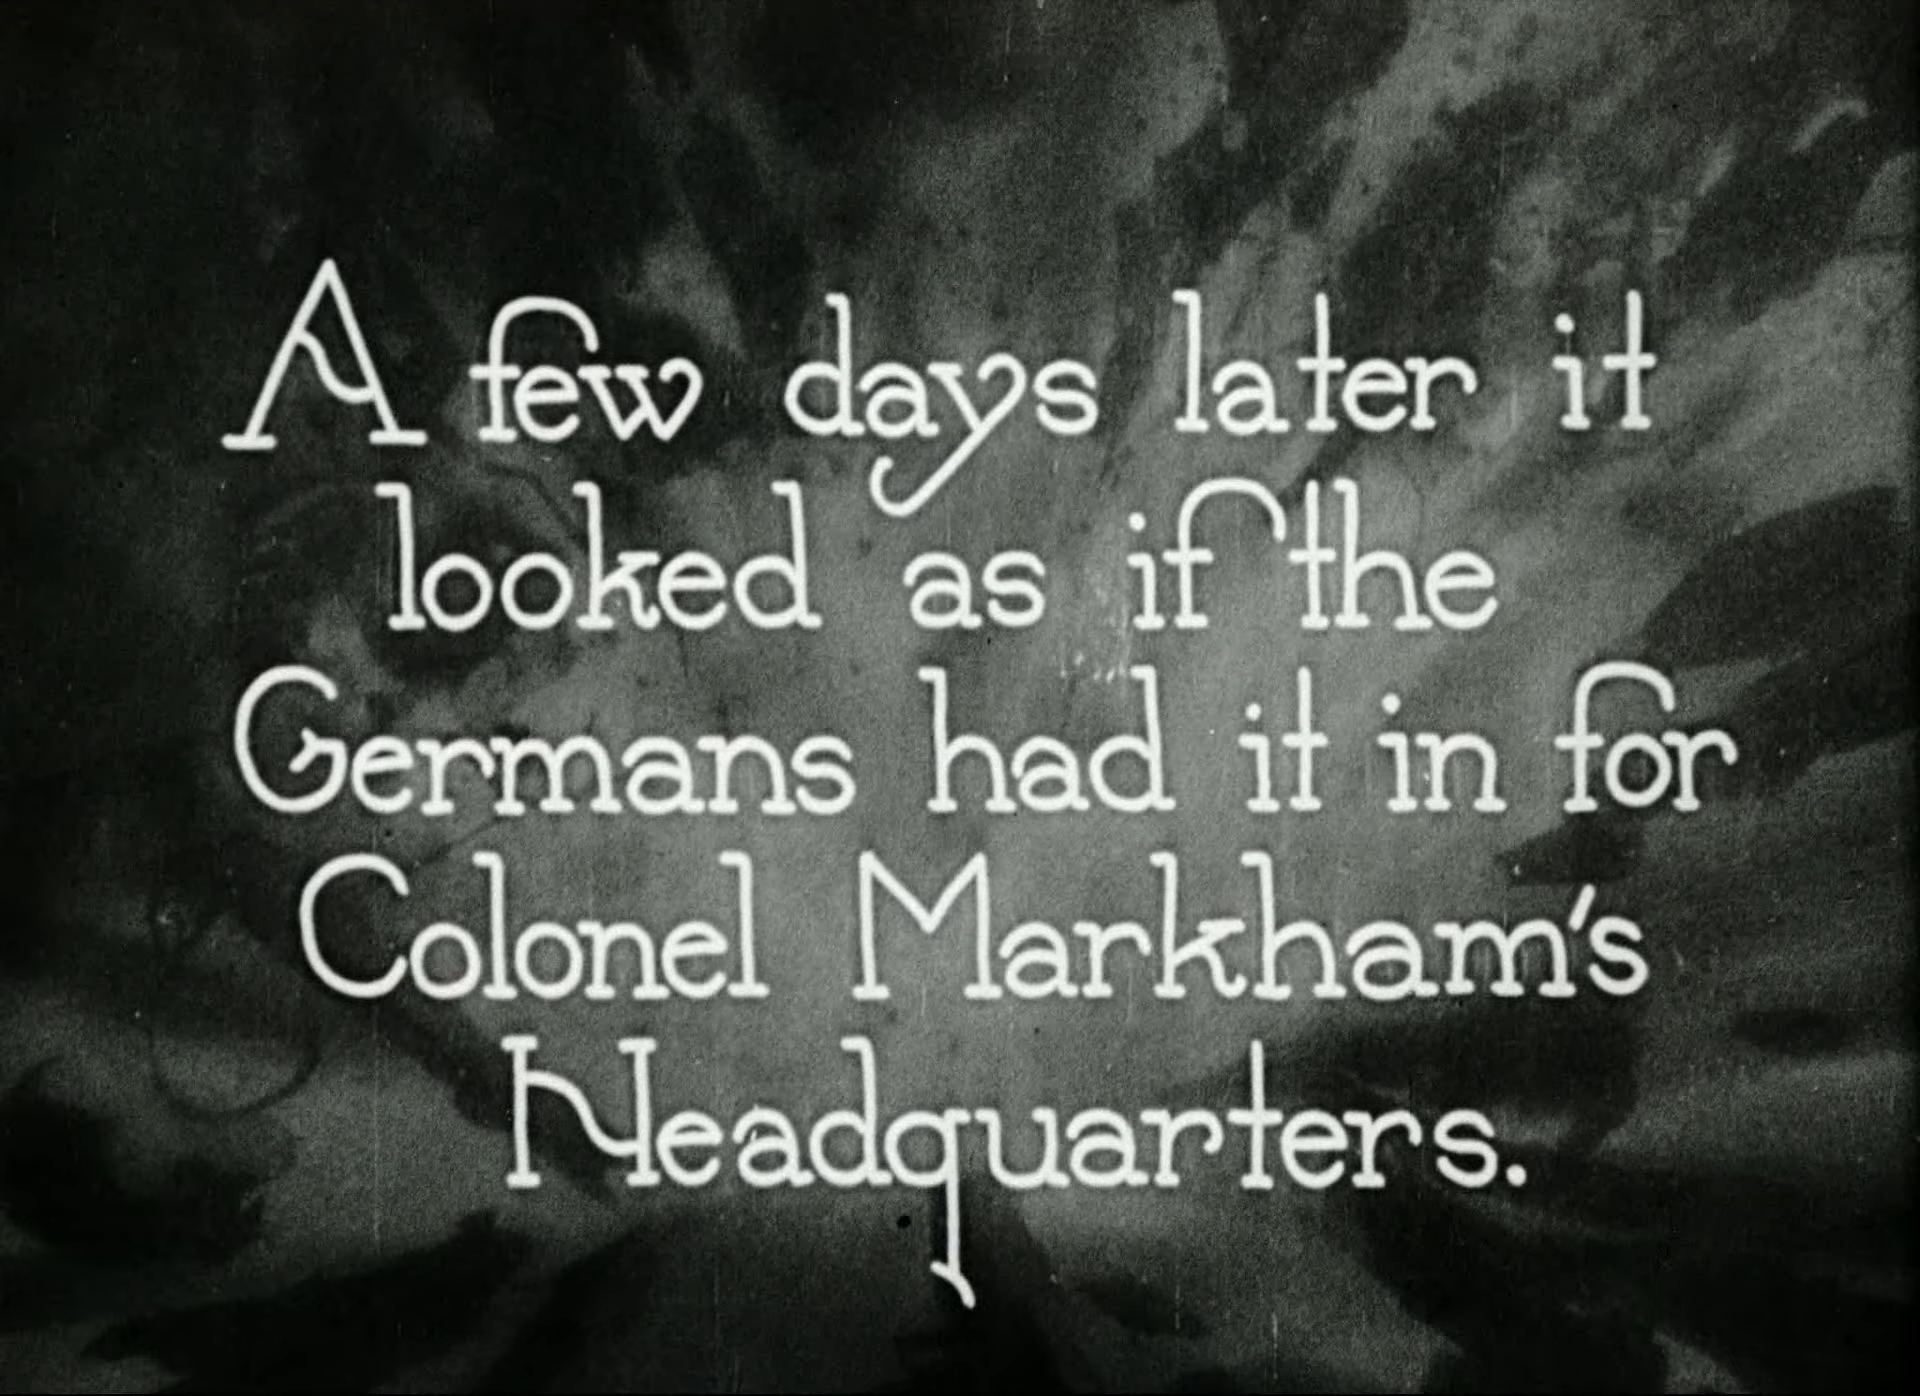 A few days later it
looked as if the
Germans had it in for
Colonel Markham's
Headquarters.